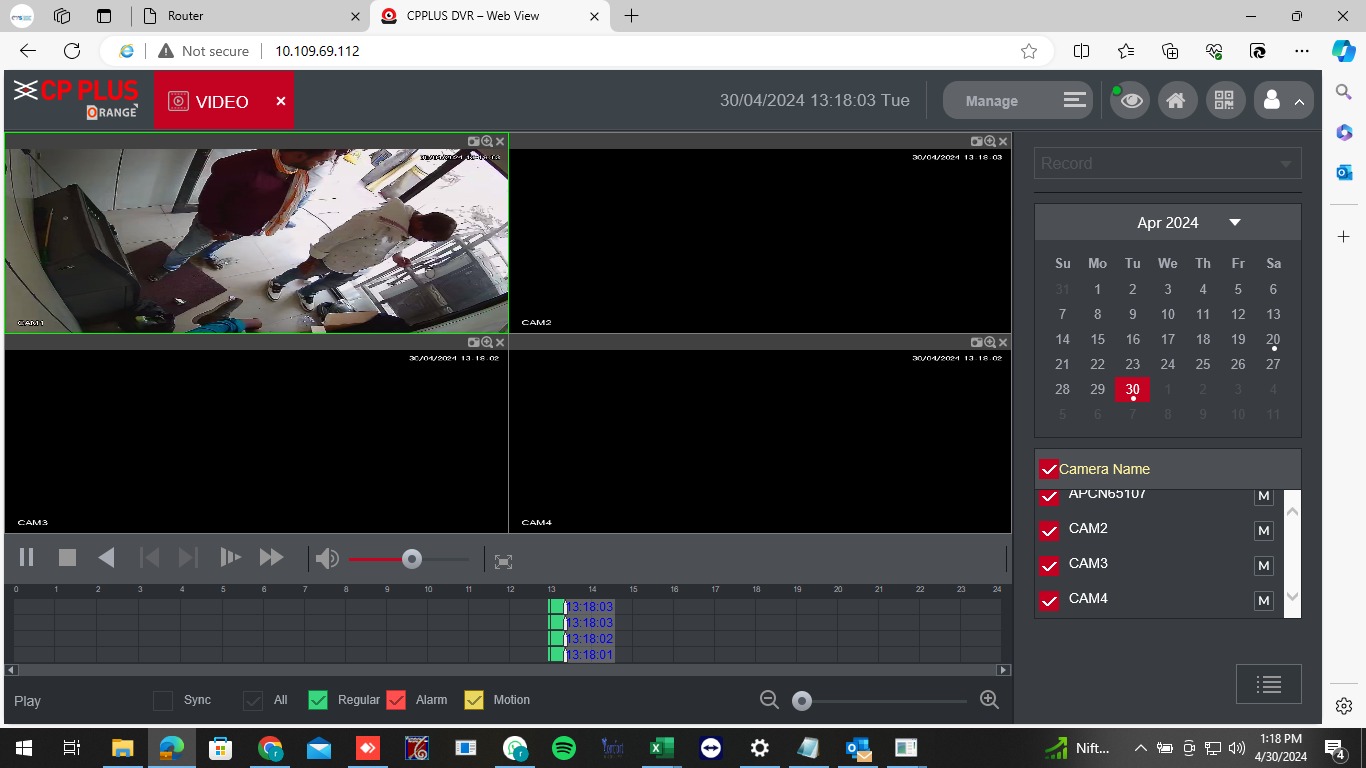 Router
CPPLUS DVR – Web View
Not secure
10.109.69.112
CP PLUS
ORANGE
VIDEO
30/04/2024 13:18:03 Tue
Manage
30/04/2024 13:18:03
CAM1
30/04/2024 13:18:03
CAM2
30/04/2024 13:18:02
CAM3
30/04/2024 13:18:02
CAM4
Record
Apr 2024
Su Mo Tu We Th Fr Sa
31 1 2 3 4 5 6
7 8 9 10 11 12 13
14 15 16 17 18 19 20
21 22 23 24 25 26 27
28 29 30 1 2 3 4
5 6 7 8 9 10 11
Camera Name
APCN65107 M
CAM2 M
CAM3 M
CAM4 M
0 1 2 3 4 5 6 7 8 9 10 11 12 13 14 15 16 17 18 19 20 21 22 23 24
13:18:03
13:18:03
13:18:02
13:18:01
Play
Sync
All
Regular
Alarm
Motion
Nift...
1:18 PM
4/30/2024
4